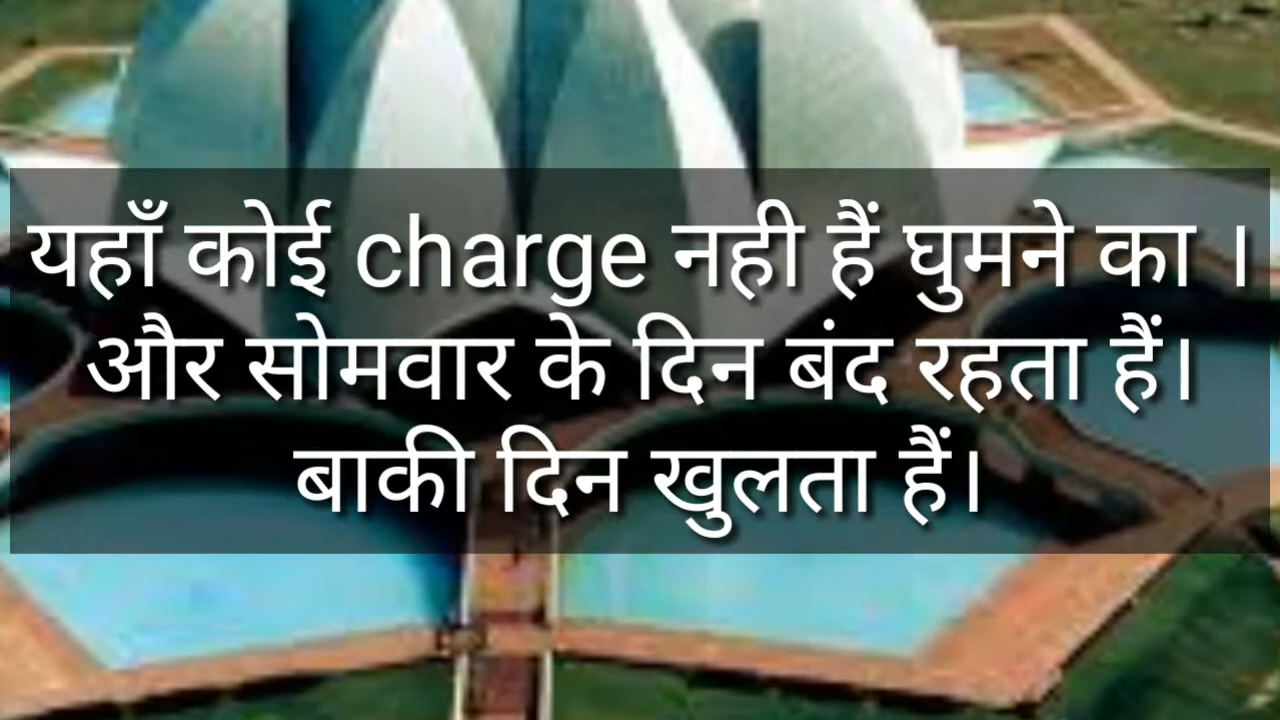 यहाँ कोई charge नही हैं घुमने का ।
और सोमवार के दिन बंद रहता हैं।
बाकी दिन खुलता हैं।